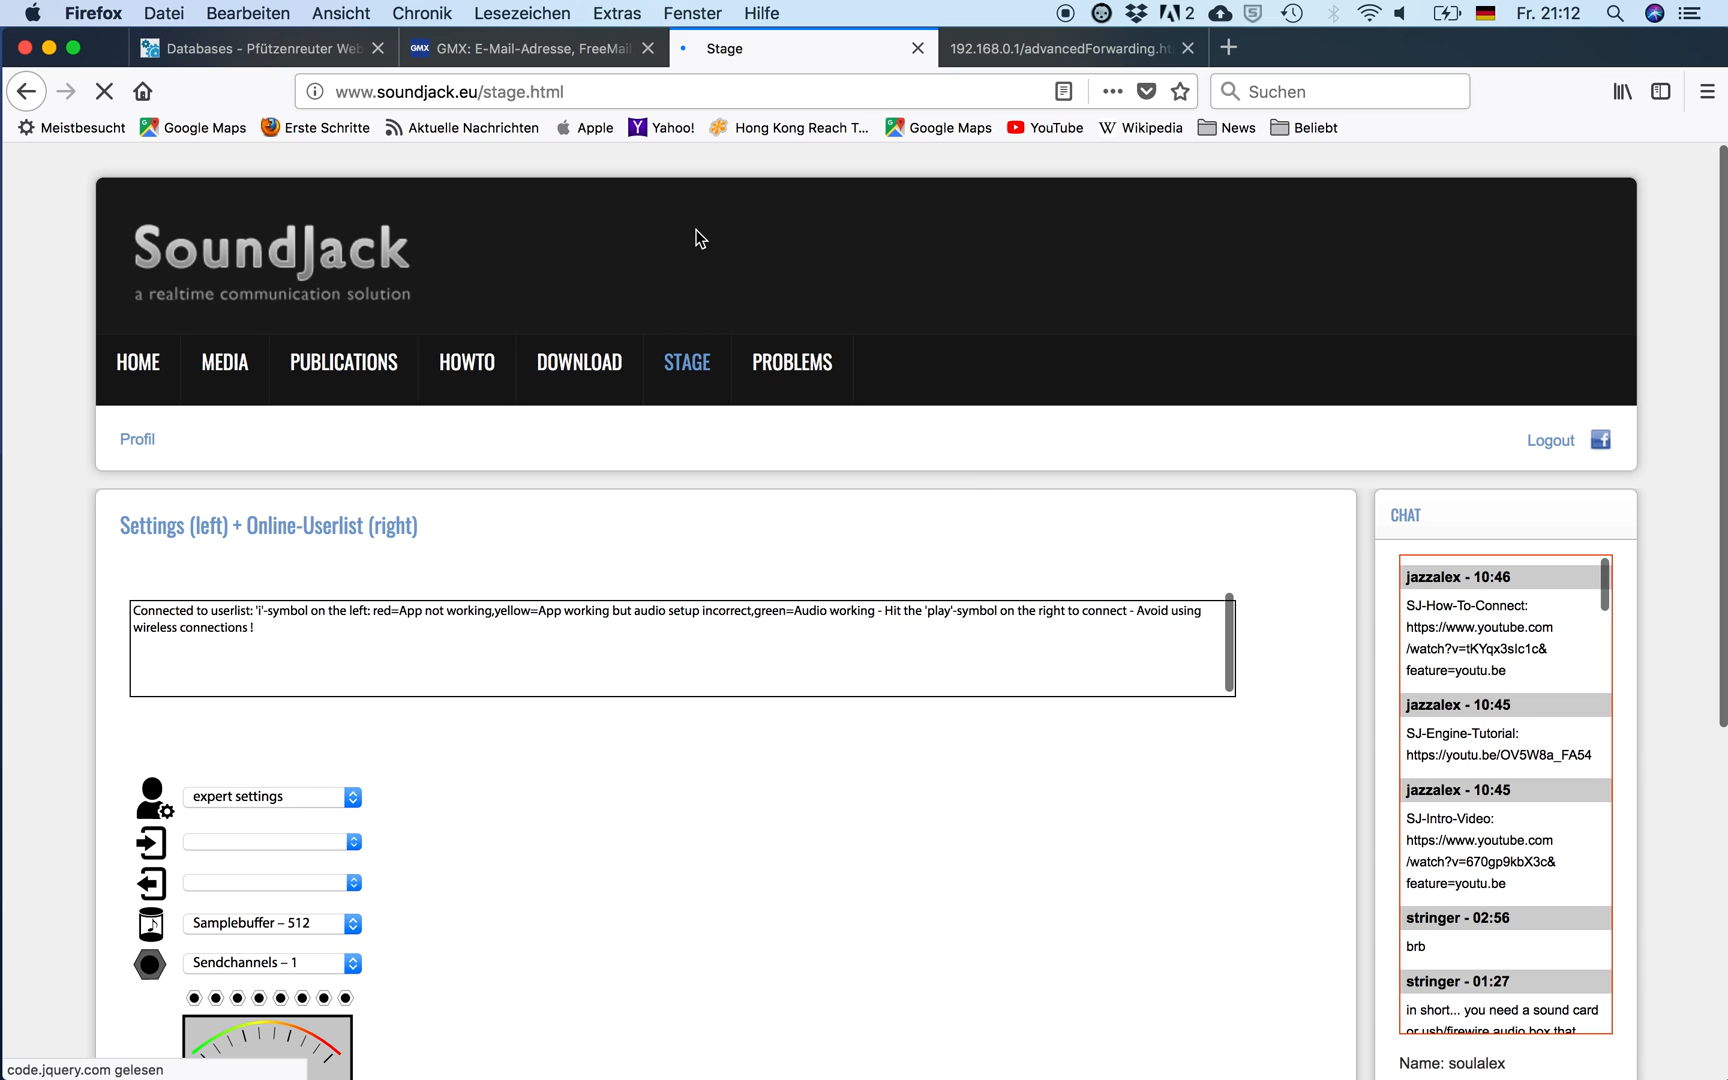 Firefox Datei Bearbeiten Ansicht Chronik Lesezeichen Extras Fenster Hilfe 2 Fr. 21:12
Databases - Pfützenreuter Web
GMX GMX: E-Mail-Adresse, FreeMail
Stage
192.168.0.1/advancedForwarding.ht
www.soundjack.eu/stage.html
Suchen
Meistbesucht Google Maps Erste Schritte Aktuelle Nachrichten Apple Yahoo! Hong Kong Reach T... Google Maps YouTube Wikipedia News Beliebt
SoundJack
a realtime communication solution
HOME MEDIA PUBLICATIONS HOWTO DOWNLOAD STAGE PROBLEMS
Profil
Logout
Settings (left) + Online-Userlist (right)
Connected to userlist: 'i'-symbol on the left: red=App not working,yellow=App working but audio setup incorrect,green=Audio working - Hit the 'play'-symbol on the right to connect - Avoid using
wireless connections !
expert settings
Samplebuffer – 512
Sendchannels – 1
CHAT
jazzalex - 10:46
SJ-How-To-Connect:
https://www.youtube.com
/watch?v=tKYqx3sIc1c&
feature=youtu.be
jazzalex - 10:45
SJ-Engine-Tutorial:
https://youtu.be/OV5W8a_FA54
jazzalex - 10:45
SJ-Intro-Video:
https://www.youtube.com
/watch?v=670gp9kbX3c&
feature=youtu.be
stringer - 02:56
brb
stringer - 01:27
in short... you need a sound card
or usb/firewire audio box that
Name: soulalex
code.jquery.com gelesen